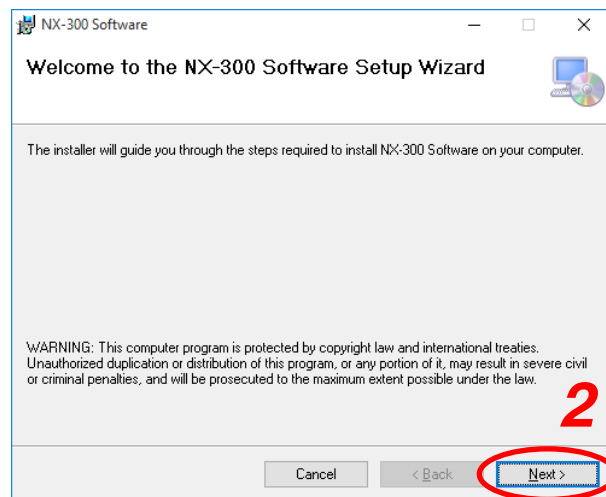 NX-300 Software
Welcome to the NX-300 Software Setup Wizard
The installer will guide you through the steps required to install NX-300 Software on your computer.
WARNING: This computer program is protected by copyright law and international treaties.
Unauthorized duplication or distribution of this program, or any portion of it, may result in severe civil
or criminal penalties, and will be prosecuted to the maximum extent possible under the law.
2
Cancel
< Back
Next >